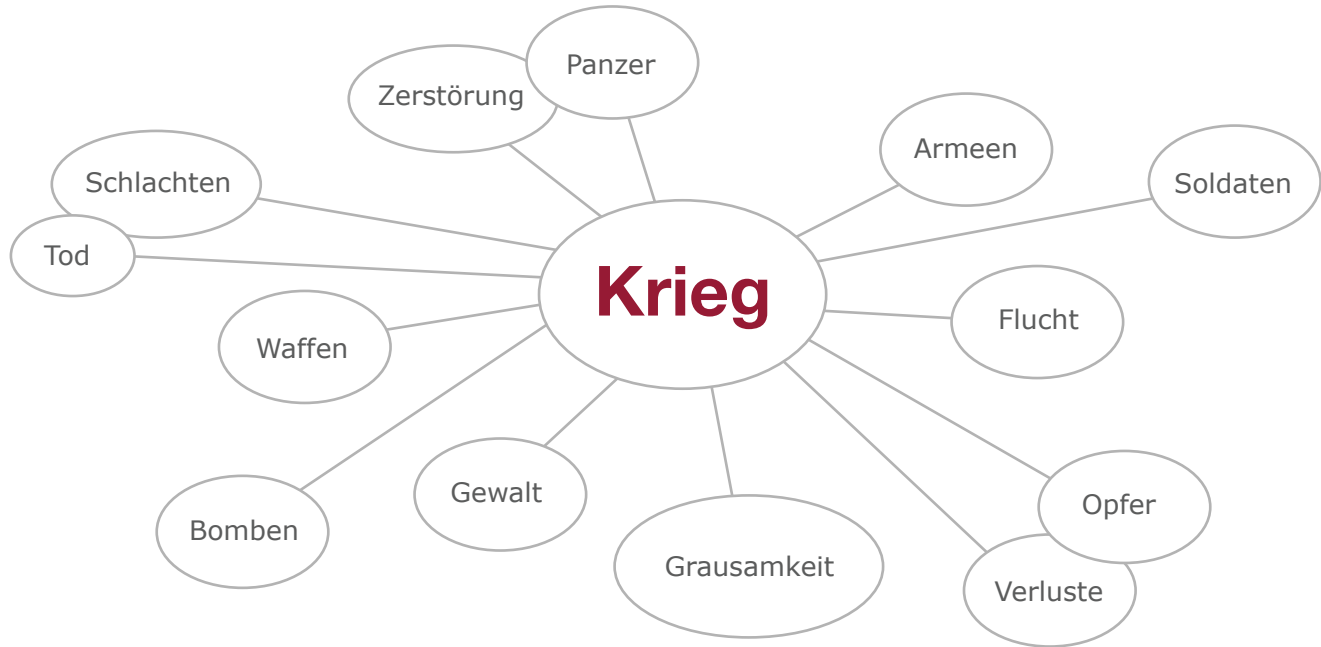 Panzer
Zerstörung
Armeen
Soldaten
Schlachten
Tod
Krieg
Flucht
Waffen
Gewalt
Opfer
Bomben
Grausamkeit
Verluste